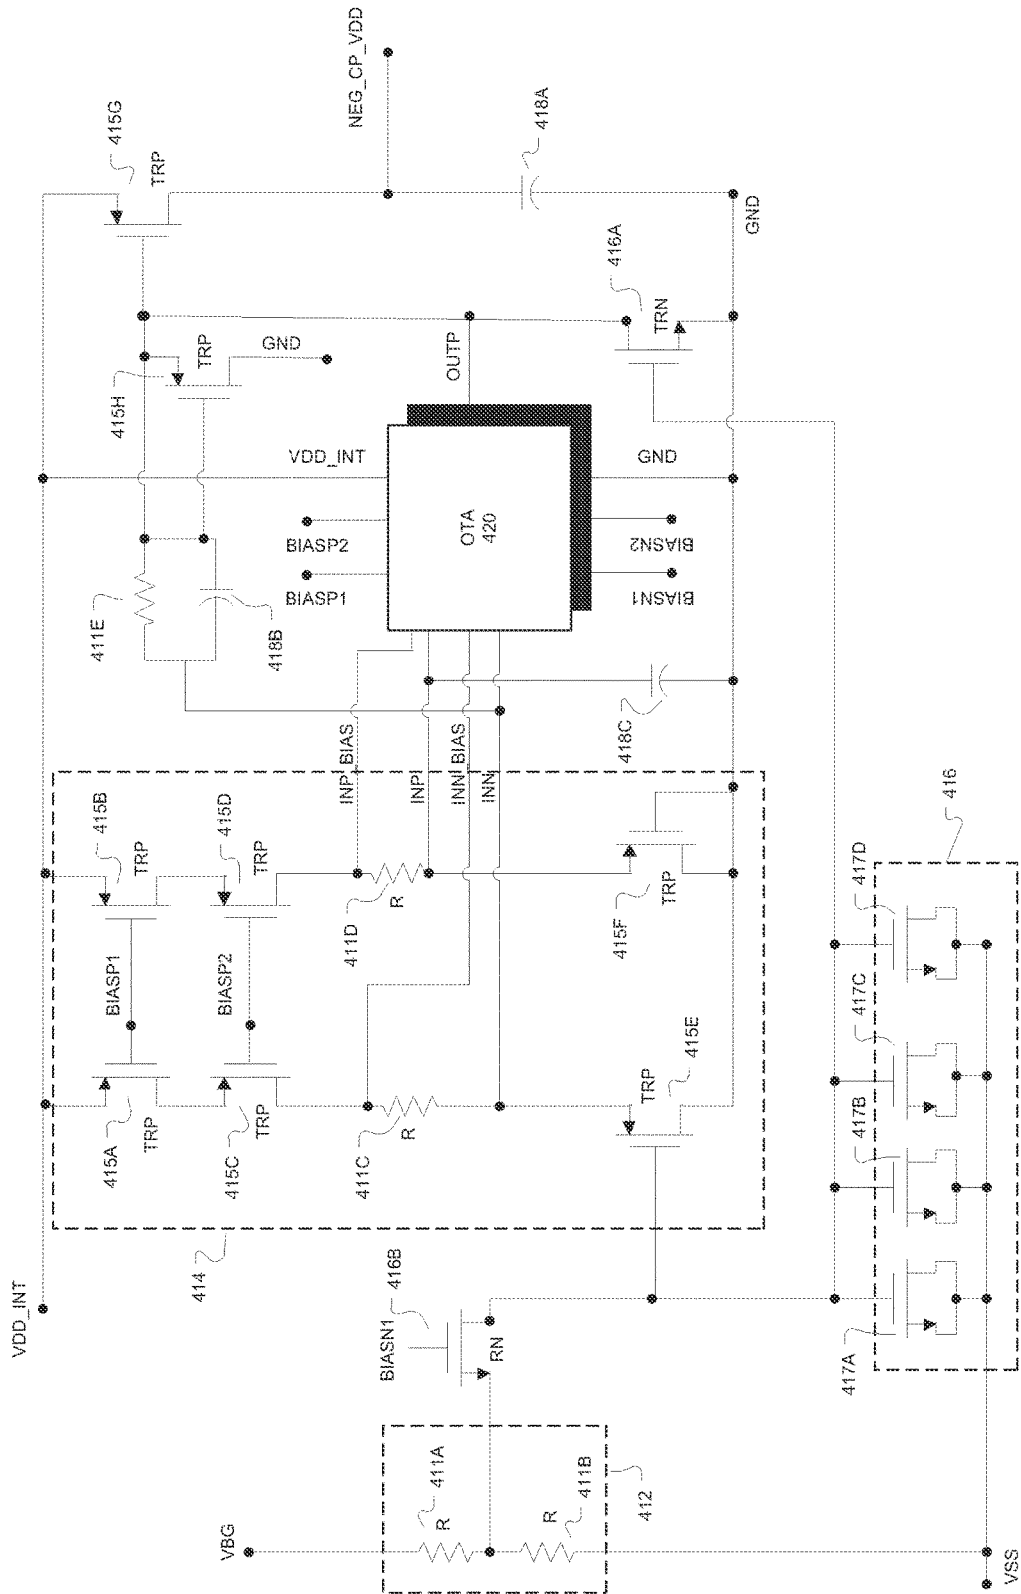 VDD_INT
415G
TRP
NEG_CP_VDD
418A
GND
416A
TRN
OUTP
415H
TRP
GND
VDD_INT
GND
OTA
420
BIASP2
BIASP1
BIASN2
BIASN1
411E
418B
418C
INP_BIAS
INP
INN_BIAS
INN
415B
TRP
415D
TRP
BIASP1
BIASP2
415A
TRP
415C
TRP
411D
R
411C
R
415F
TRP
415E
TRP
414
416
417D
417C
417B
417A
BIASN1
416B
RN
VBG
411A
R
411B
R
412
VSS